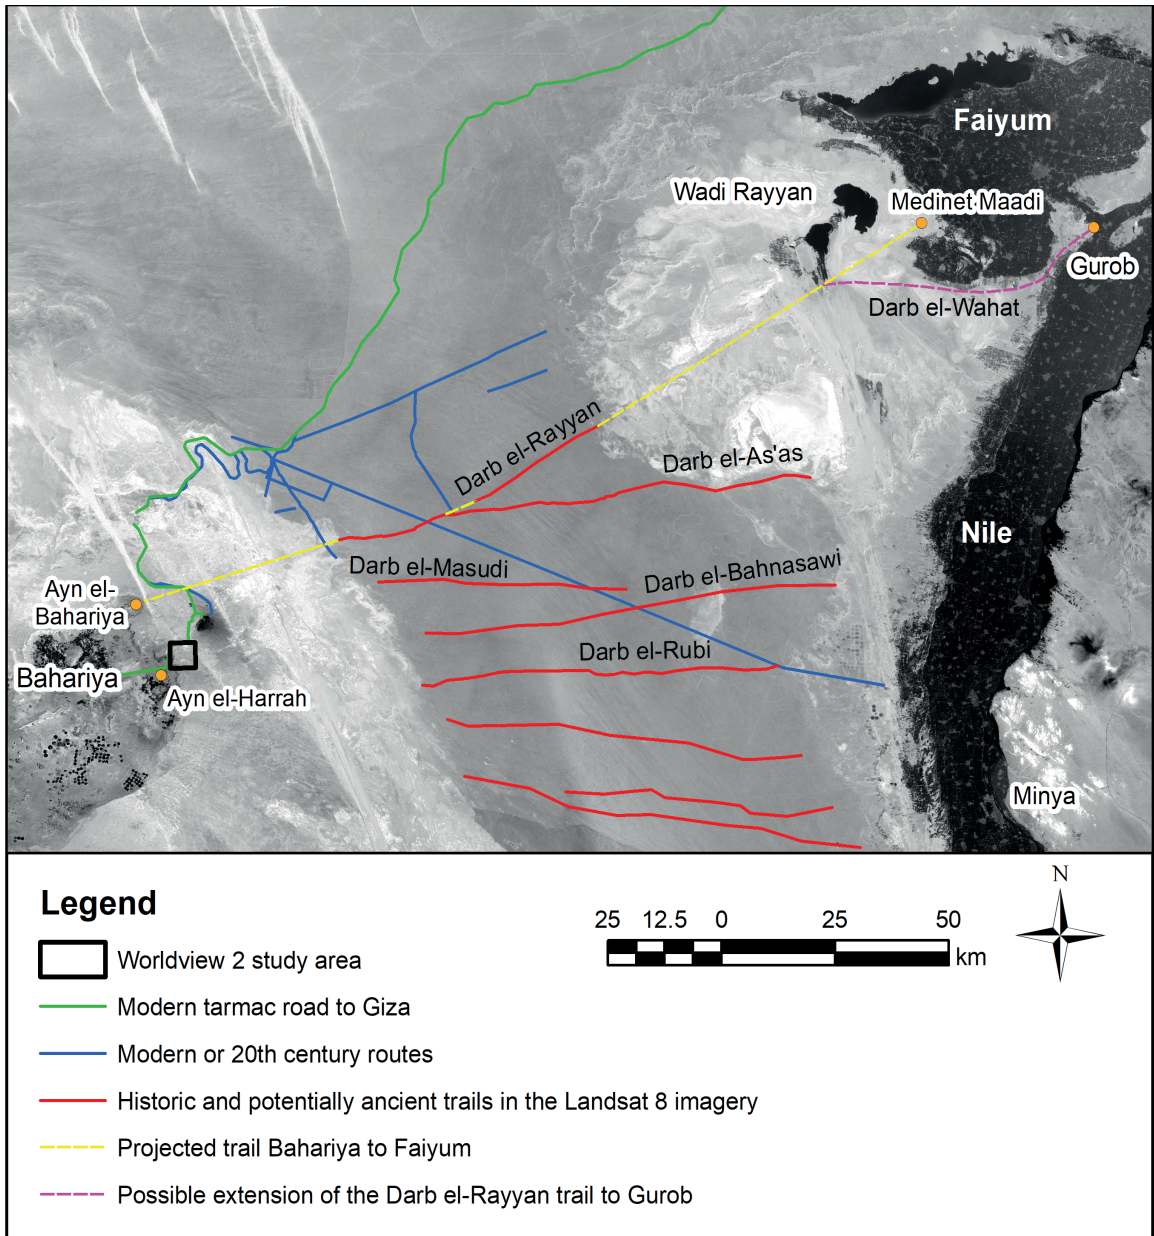 Faiyum
Wadi Rayyan
Medinet Maadi
Gurob
Darb el-Wahat
Darb el-Rayyan
Darb el-As'as
Nile
Darb el-Masudi
Darb el-Bahnasawi
Ayn el-
Bahariya
Darb el-Rubi
Bahariya
Ayn el-Harrah
Minya
Legend
Worldview 2 study area
Modern tarmac road to Giza
Modern or 20th century routes
Historic and potentially ancient trails in the Landsat 8 imagery
Projected trail Bahariya to Faiyum
Possible extension of the Darb el-Rayyan trail to Gurob
25 12.5 0 25 50
km
N